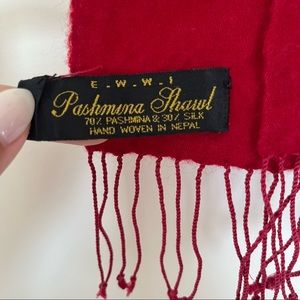 E.W.W.I
Pashmina Shawl
70% PASHMINA & 30% SILK
HAND WOVEN IN NEPAL